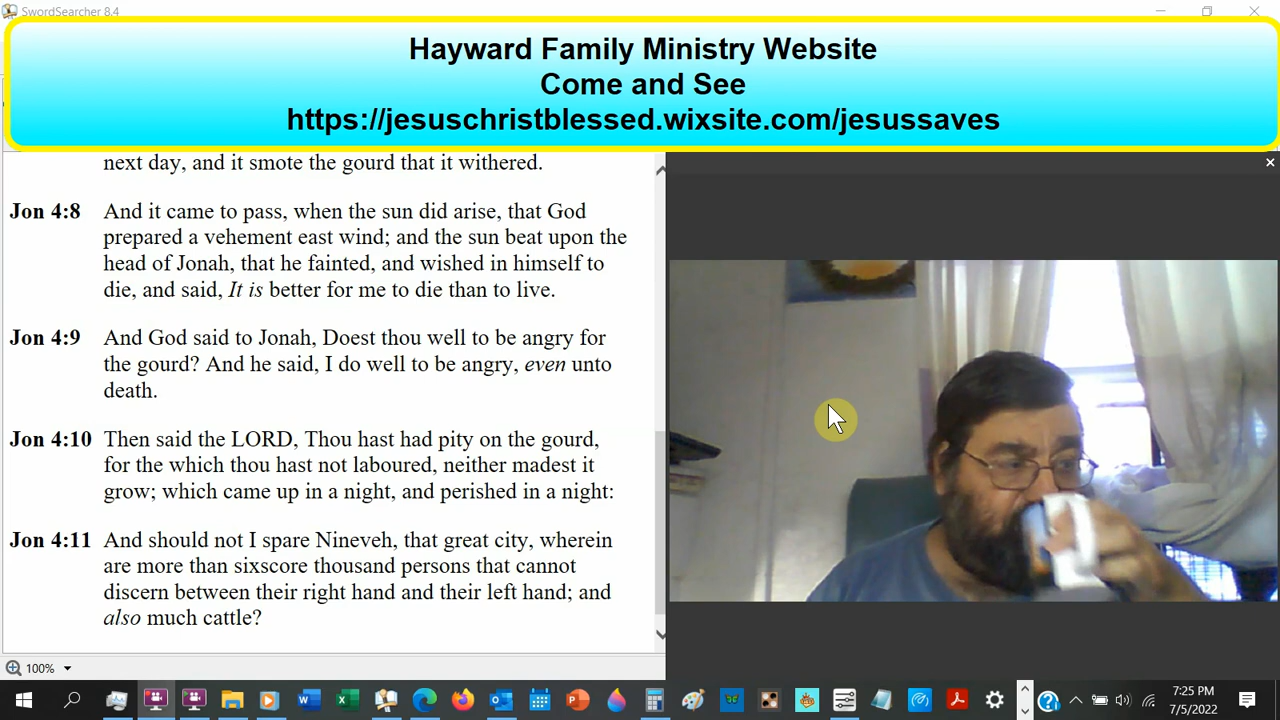 SwordSearcher 8.4
Hayward Family Ministry Website
Come and See
https://jesuschristblessed.wixsite.com/jesussaves
next day, and it smote the gourd that it withered.
Jon 4:8 And it came to pass, when the sun did arise, that God
prepared a vehement east wind; and the sun beat upon the
head of Jonah, that he fainted, and wished in himself to
die, and said, It is better for me to die than to live.
Jon 4:9 And God said to Jonah, Doest thou well to be angry for
the gourd? And he said, I do well to be angry, even unto
death.
Jon 4:10 Then said the LORD, Thou hast had pity on the gourd,
for the which thou hast not laboured, neither madest it
grow; which came up in a night, and perished in a night:
Jon 4:11 And should not I spare Nineveh, that great city, wherein
are more than sixscore thousand persons that cannot
discern between their right hand and their left hand; and
also much cattle?
100%
7:25 PM
7/5/2022